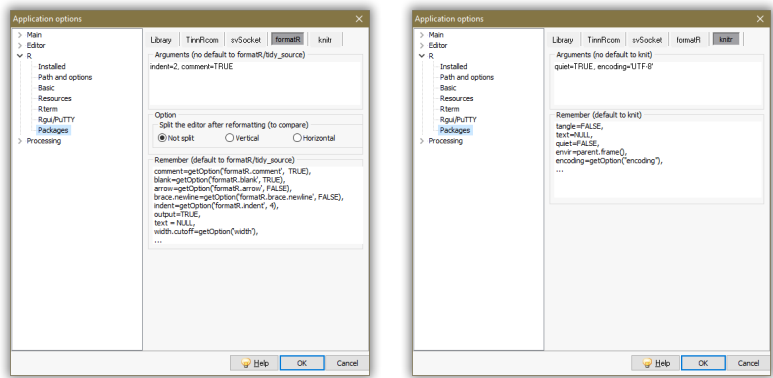 Application options
Main
Editor
R
Installed
Path and options
Basic
Resources
Rterm
Rgui/PuTTY
Packages
Processing
Library TinnRcom svSocket formatR knitr
Arguments (no default to formatR/tidy_source)
indent=2, comment=TRUE
Option
Split the editor after reformatting (to compare)
Not split Vertical Horizontal
Remember (default to formatR/tidy_source)
comment=getOption('formatR.comment', TRUE),
blank=getOption('formatR.blank', TRUE),
arrow=getOption('formatR.arrow', FALSE),
brace.newline=getOption('formatR.brace.newline', FALSE),
indent=getOption('formatR.indent', 4),
output=TRUE,
text = NULL,
width.cutoff=getOption('width'),
...
Help OK Cancel
Application options
Main
Editor
R
Installed
Path and options
Basic
Resources
Rterm
Rgui/PuTTY
Packages
Processing
Library TinnRcom svSocket formatR knitr
Arguments (no default to knit)
quiet=TRUE, encoding='UTF-8'
Remember (default to knit)
tangle=FALSE,
text=NULL,
quiet=FALSE,
envir=parent.frame(),
encoding=getOption("encoding"),
...
Help OK Cancel